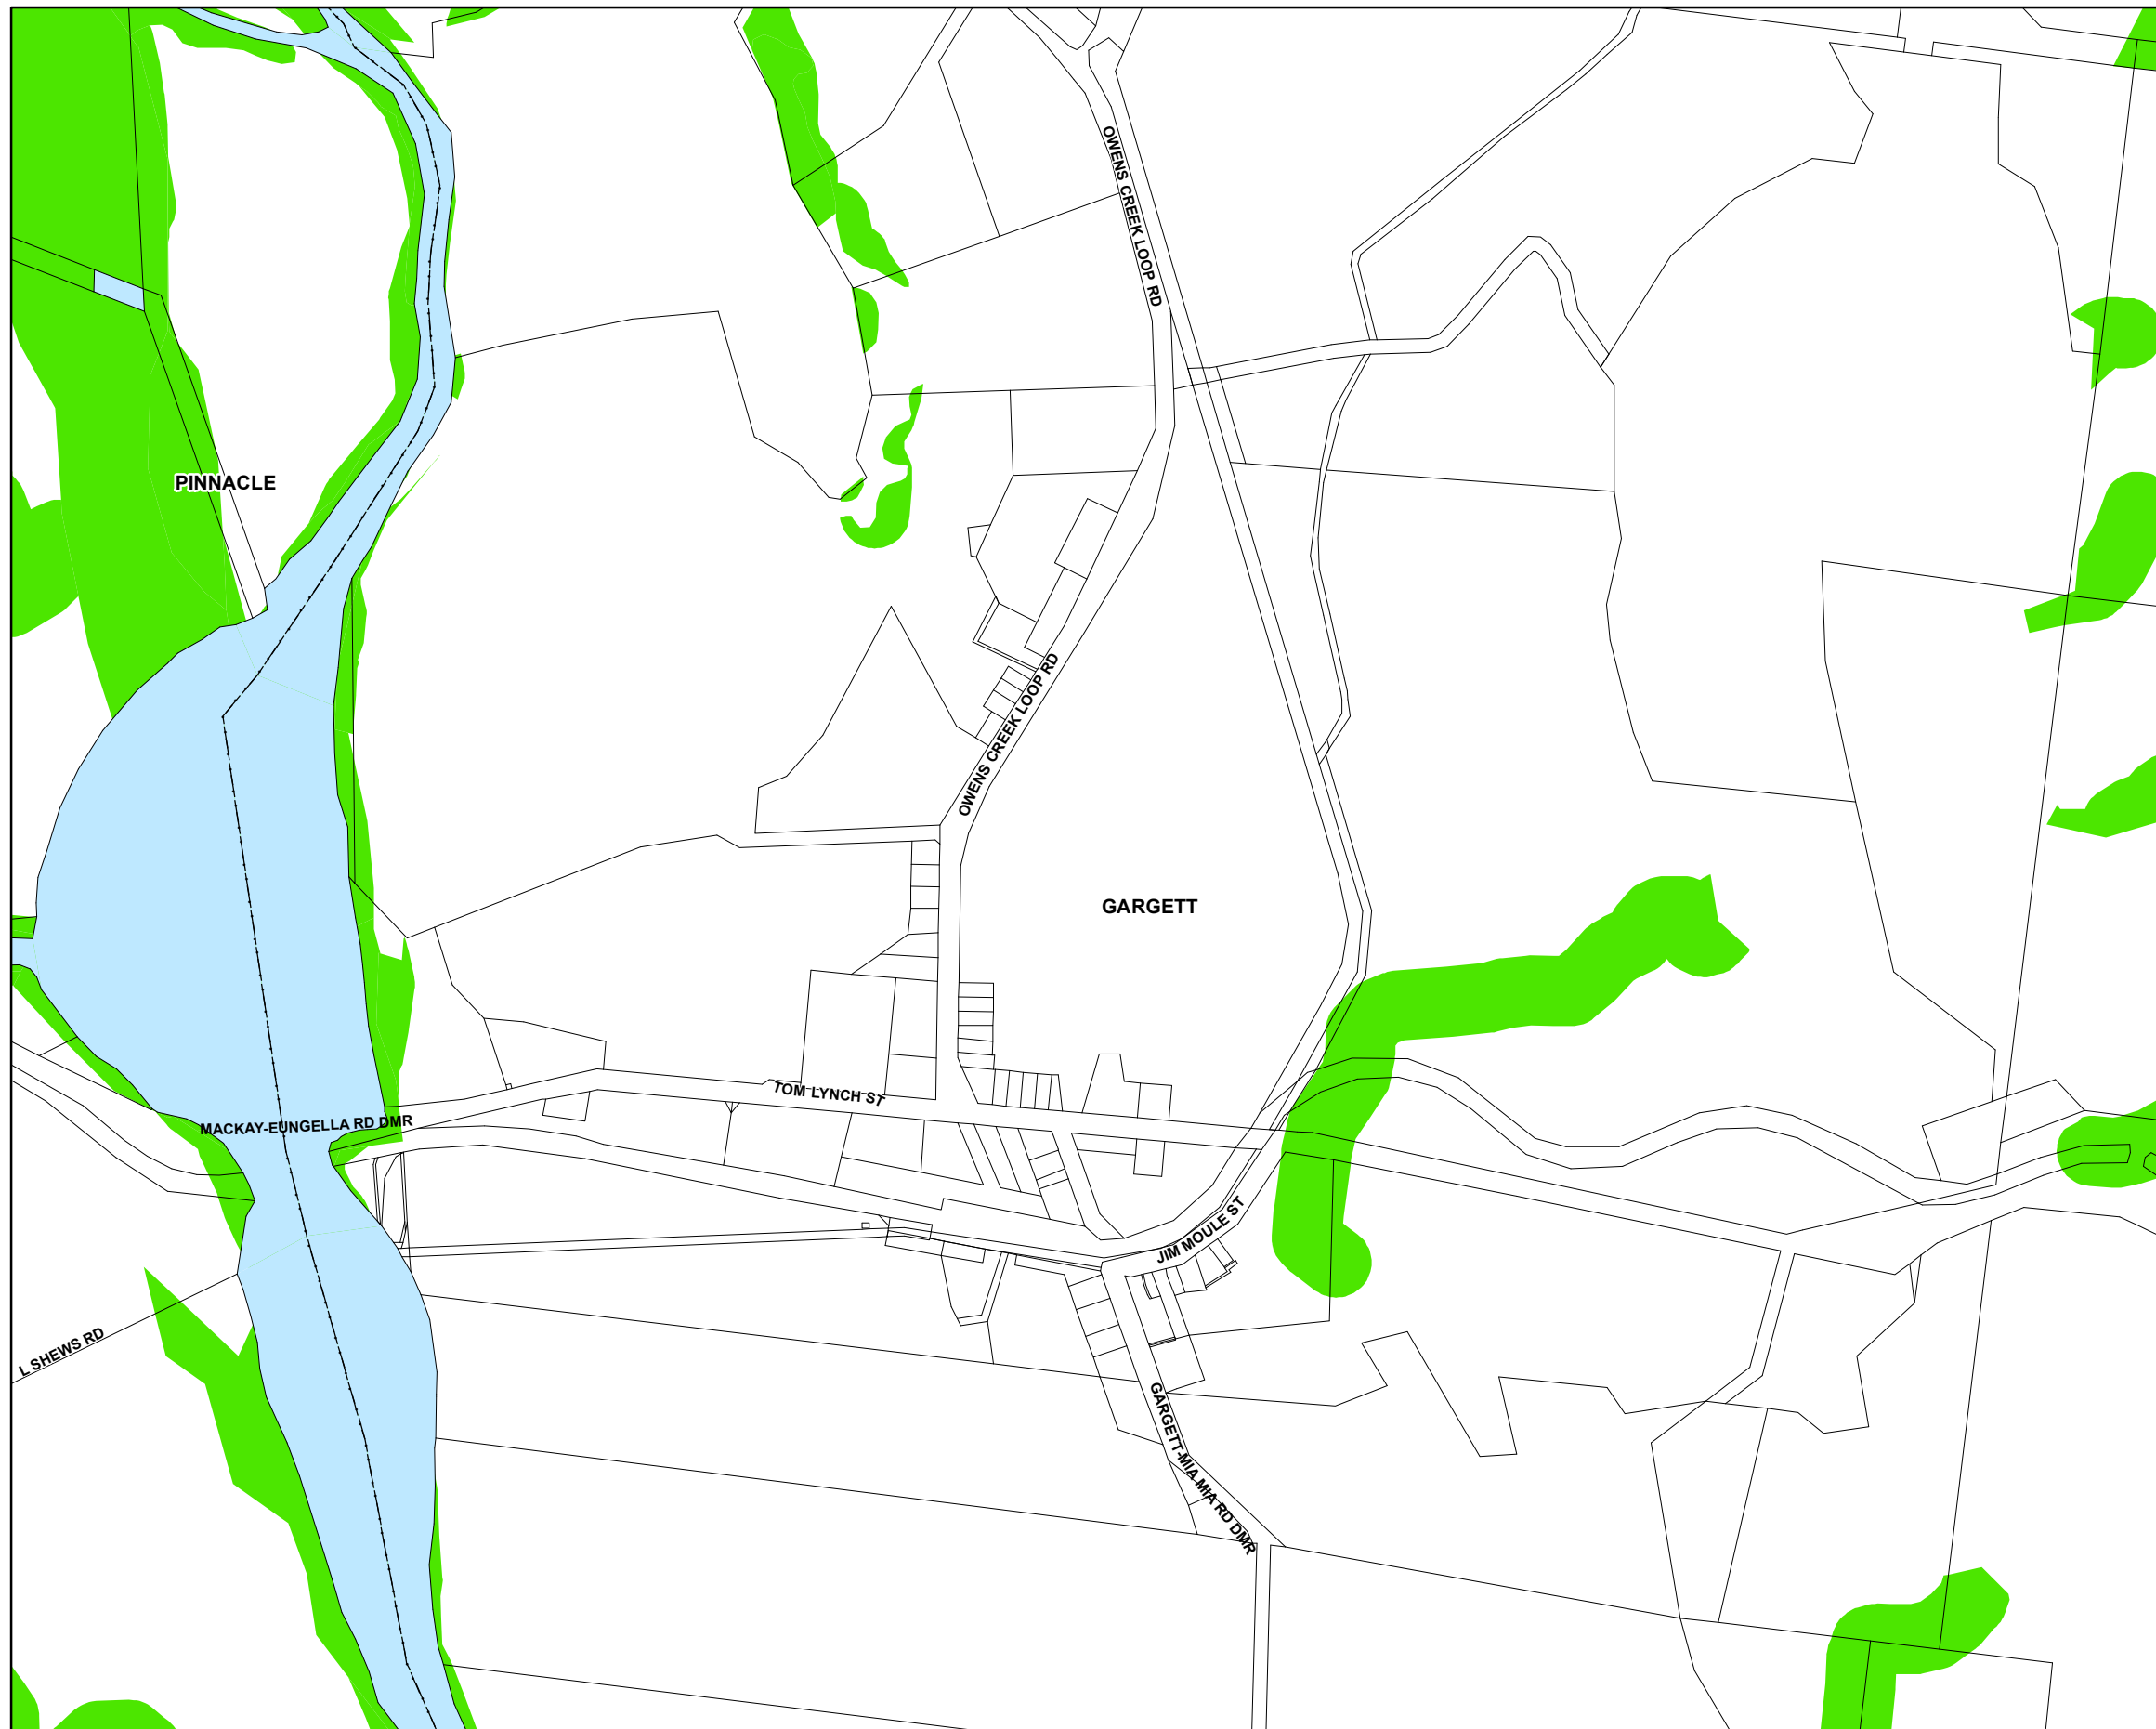 OWENS CREEK LOOP RD
PINNACLE
OWENS CREEK LOOP RD
GARGETT
TOM LYNCH ST
MACKAY-EUNGELLA RD DMR
JIM MOULE ST
L SHEWS RD
GARGETT-MIA MIA RD DMR